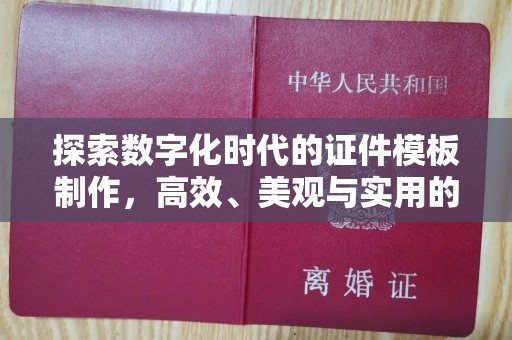 中华人民共和国
探索数字化时代的证件模板
制作，高效、美观与实用的
离婚证